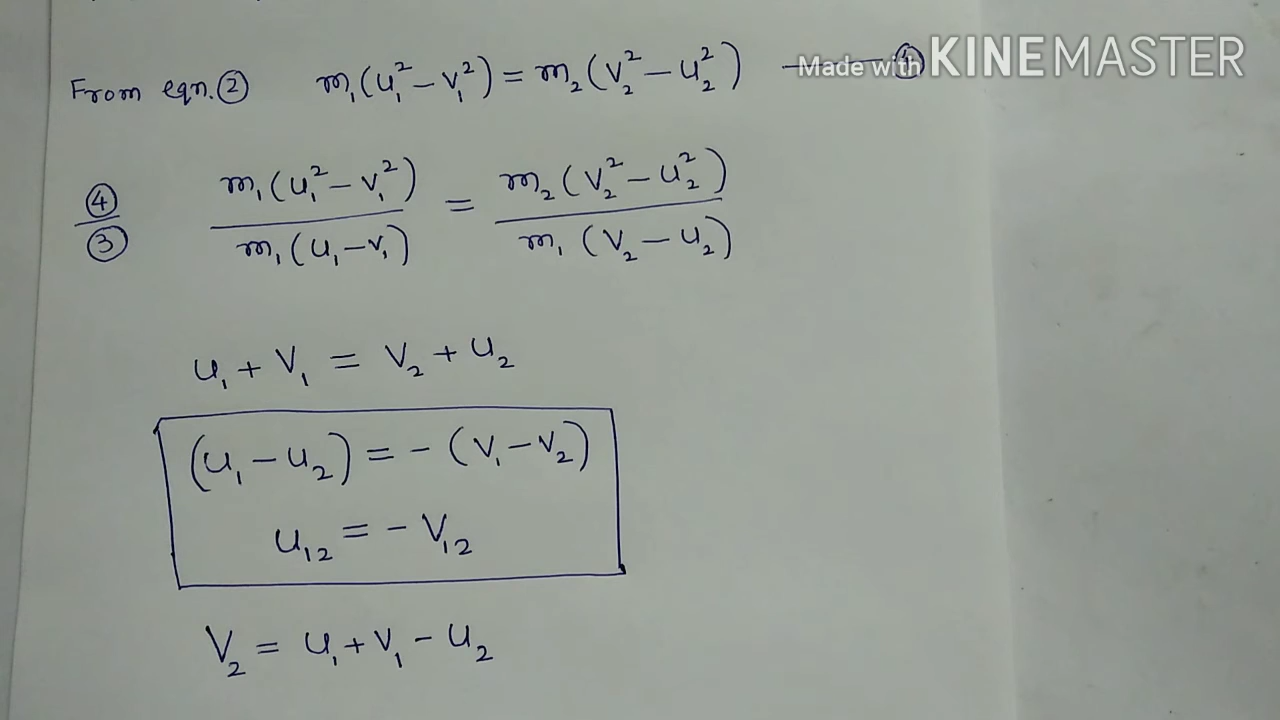 From eqn.② m₁(u₁² − v₁²) = m₂(v₂² − u₂²) —— ④
Made with KINEMASTER
④/③ m₁(u₁² − v₁²) / m₁(u₁ − v₁) = m₂(v₂² − u₂²) / m₁(v₂ − u₂)
u₁ + v₁ = v₂ + u₂
(u₁ − u₂) = − (v₁ − v₂)
u₁₂ = − v₁₂
v₂ = u₁ + v₁ − u₂